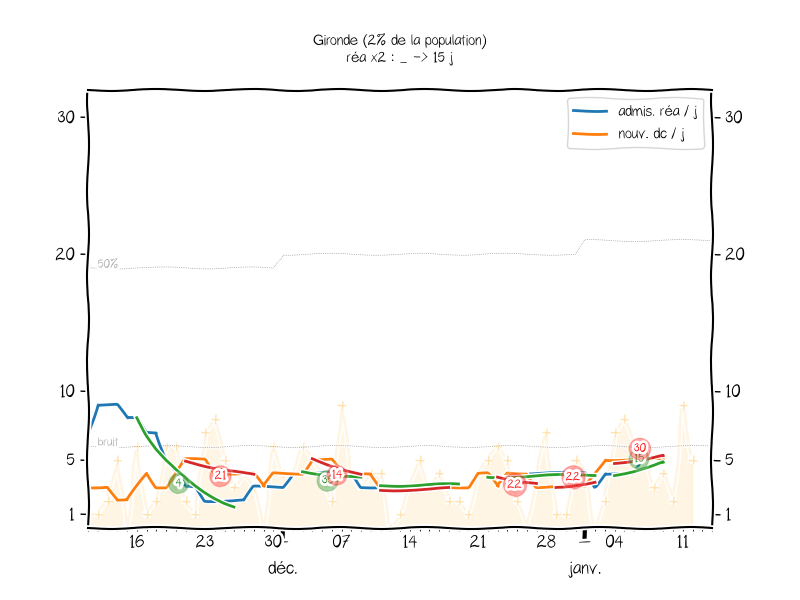 Gironde (2% de la population)
réa x2 : _ -> 15 j
admis. réa / j
nouv. dc / j
30 30
20 20
50%
10 10
bruit
5 5
1 1
4 21 14 22 22 30
16 23 30 07 14 21 28 04 11
déc. janv.